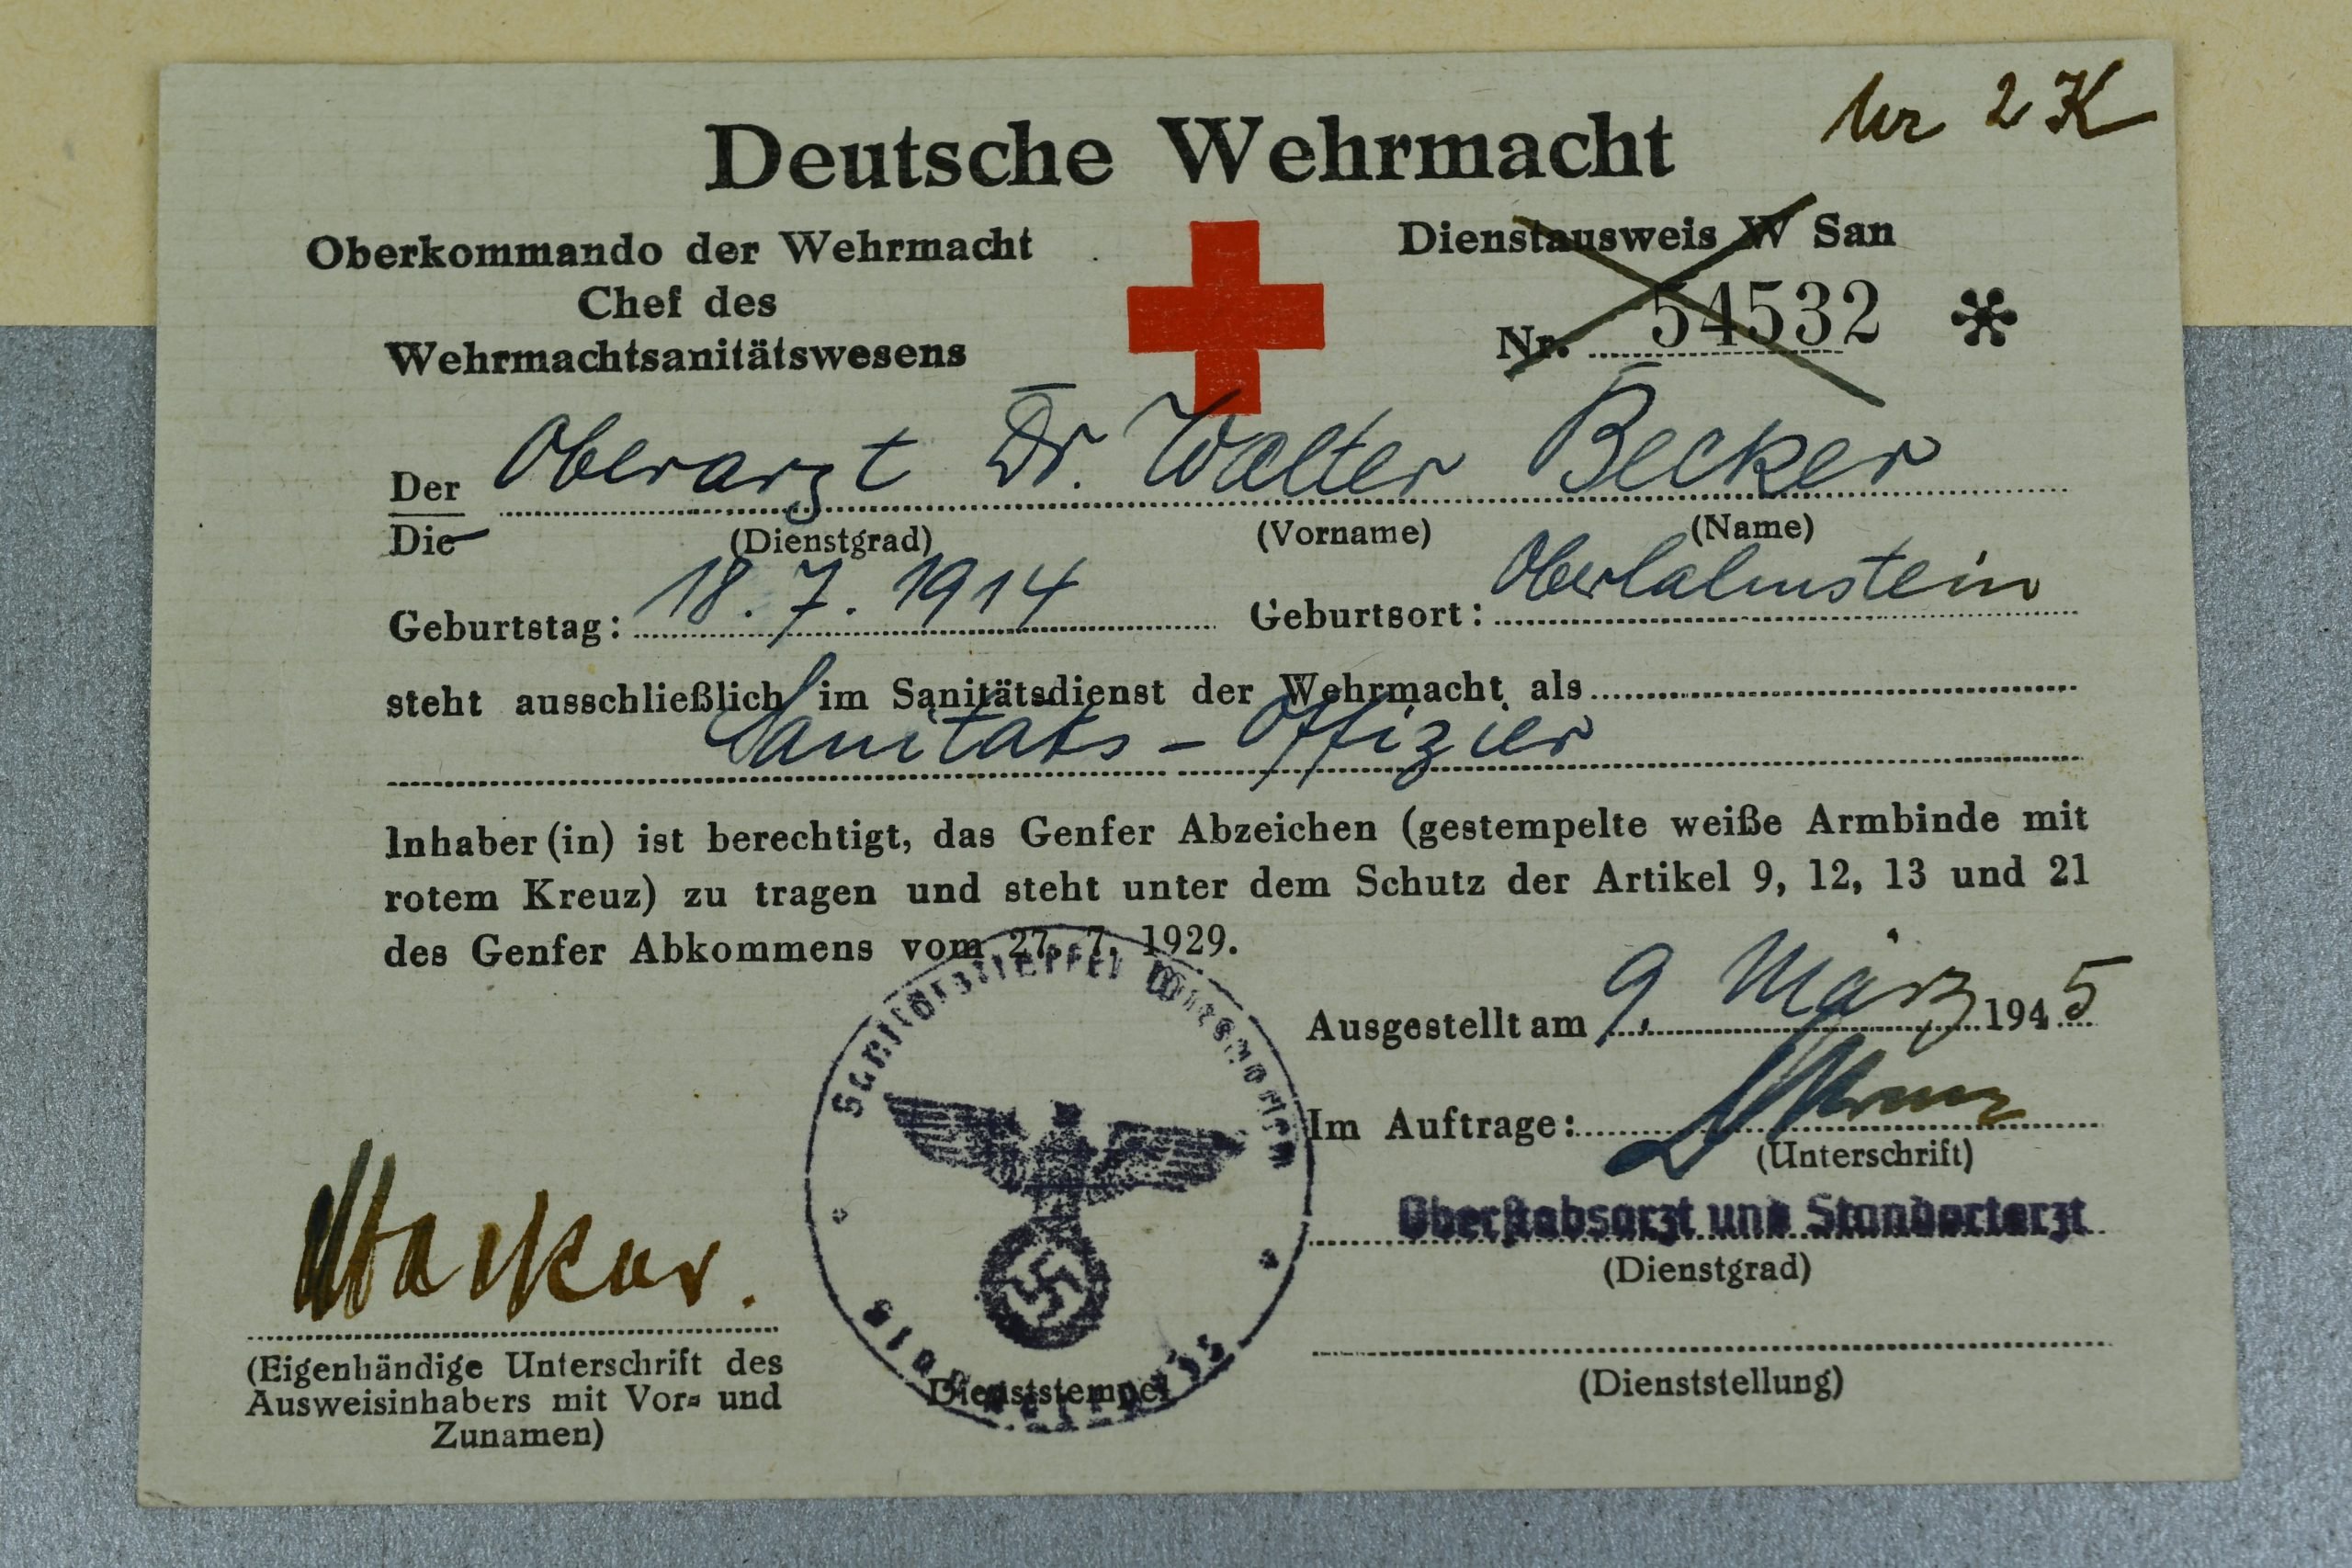 Nr 2 K
Deutsche Wehrmacht
Oberkommando der Wehrmacht
Chef des
Wehrmachtsanitätswesens
Dienstausweis W San
Nr. 54532 *
Der Oberarzt Dr. Walter Becker
Die (Dienstgrad) (Vorname) (Name)
Geburtstag: 18. 7. 1914 Geburtsort: Oberlahnstein
steht ausschließlich im Sanitätsdienst der Wehrmacht als
Sanitäts-Offizier
Inhaber(in) ist berechtigt, das Genfer Abzeichen (gestempelte weiße Armbinde mit
rotem Kreuz) zu tragen und steht unter dem Schutz der Artikel 9, 12, 13 und 21
des Genfer Abkommens vom 27. 7. 1929.
Ausgestellt am 9. März 1945
Im Auftrage:
(Unterschrift)
Oberstabsarzt und Standortarzt
(Dienstgrad)
(Dienststellung)
Wiesbaden
Dienststempel
Becker.
(Eigenhändige Unterschrift des
Ausweisinhabers mit Vor- und
Zunamen)